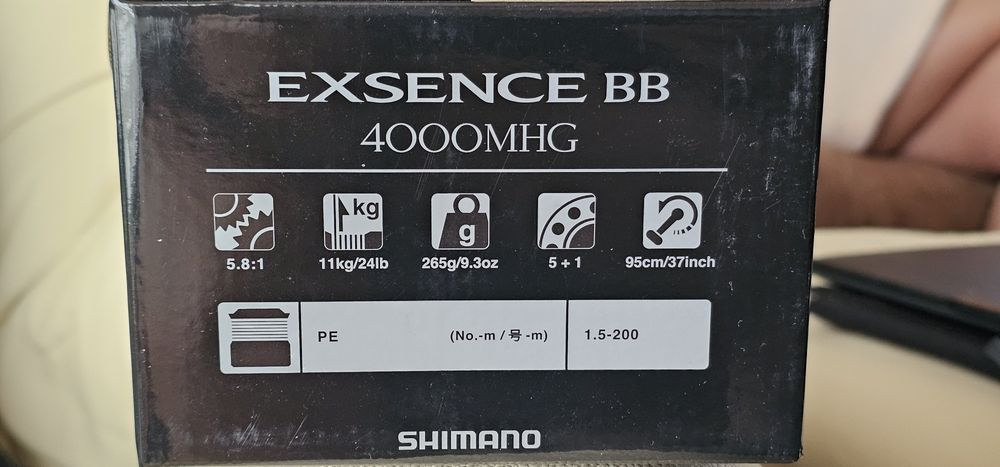 EXSENCE BB
4000MHG
kg
g
5.8:1 11kg/24lb 265g/9.3oz 5+1 95cm/37inch
PE (No.-m / 号 -m) 1.5-200
SHIMANO